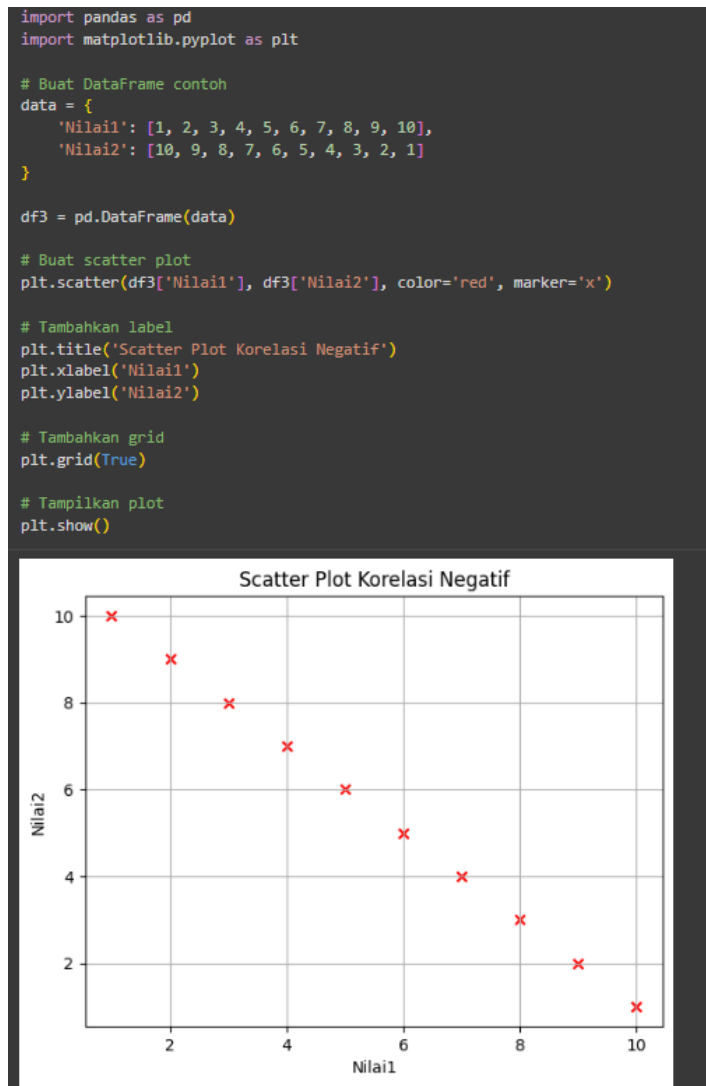 import pandas as pd
import matplotlib.pyplot as plt
# Buat DataFrame contoh
data = {
    'Nilai1': [1, 2, 3, 4, 5, 6, 7, 8, 9, 10],
    'Nilai2': [10, 9, 8, 7, 6, 5, 4, 3, 2, 1]
}
df3 = pd.DataFrame(data)
# Buat scatter plot
plt.scatter(df3['Nilai1'], df3['Nilai2'], color='red', marker='x')
# Tambahkan label
plt.title('Scatter Plot Korelasi Negatif')
plt.xlabel('Nilai1')
plt.ylabel('Nilai2')
# Tambahkan grid
plt.grid(True)
# Tampilkan plot
plt.show()
Scatter Plot Korelasi Negatif
10
8
6
4
2
Nilai2
2 4 6 8 10
Nilai1